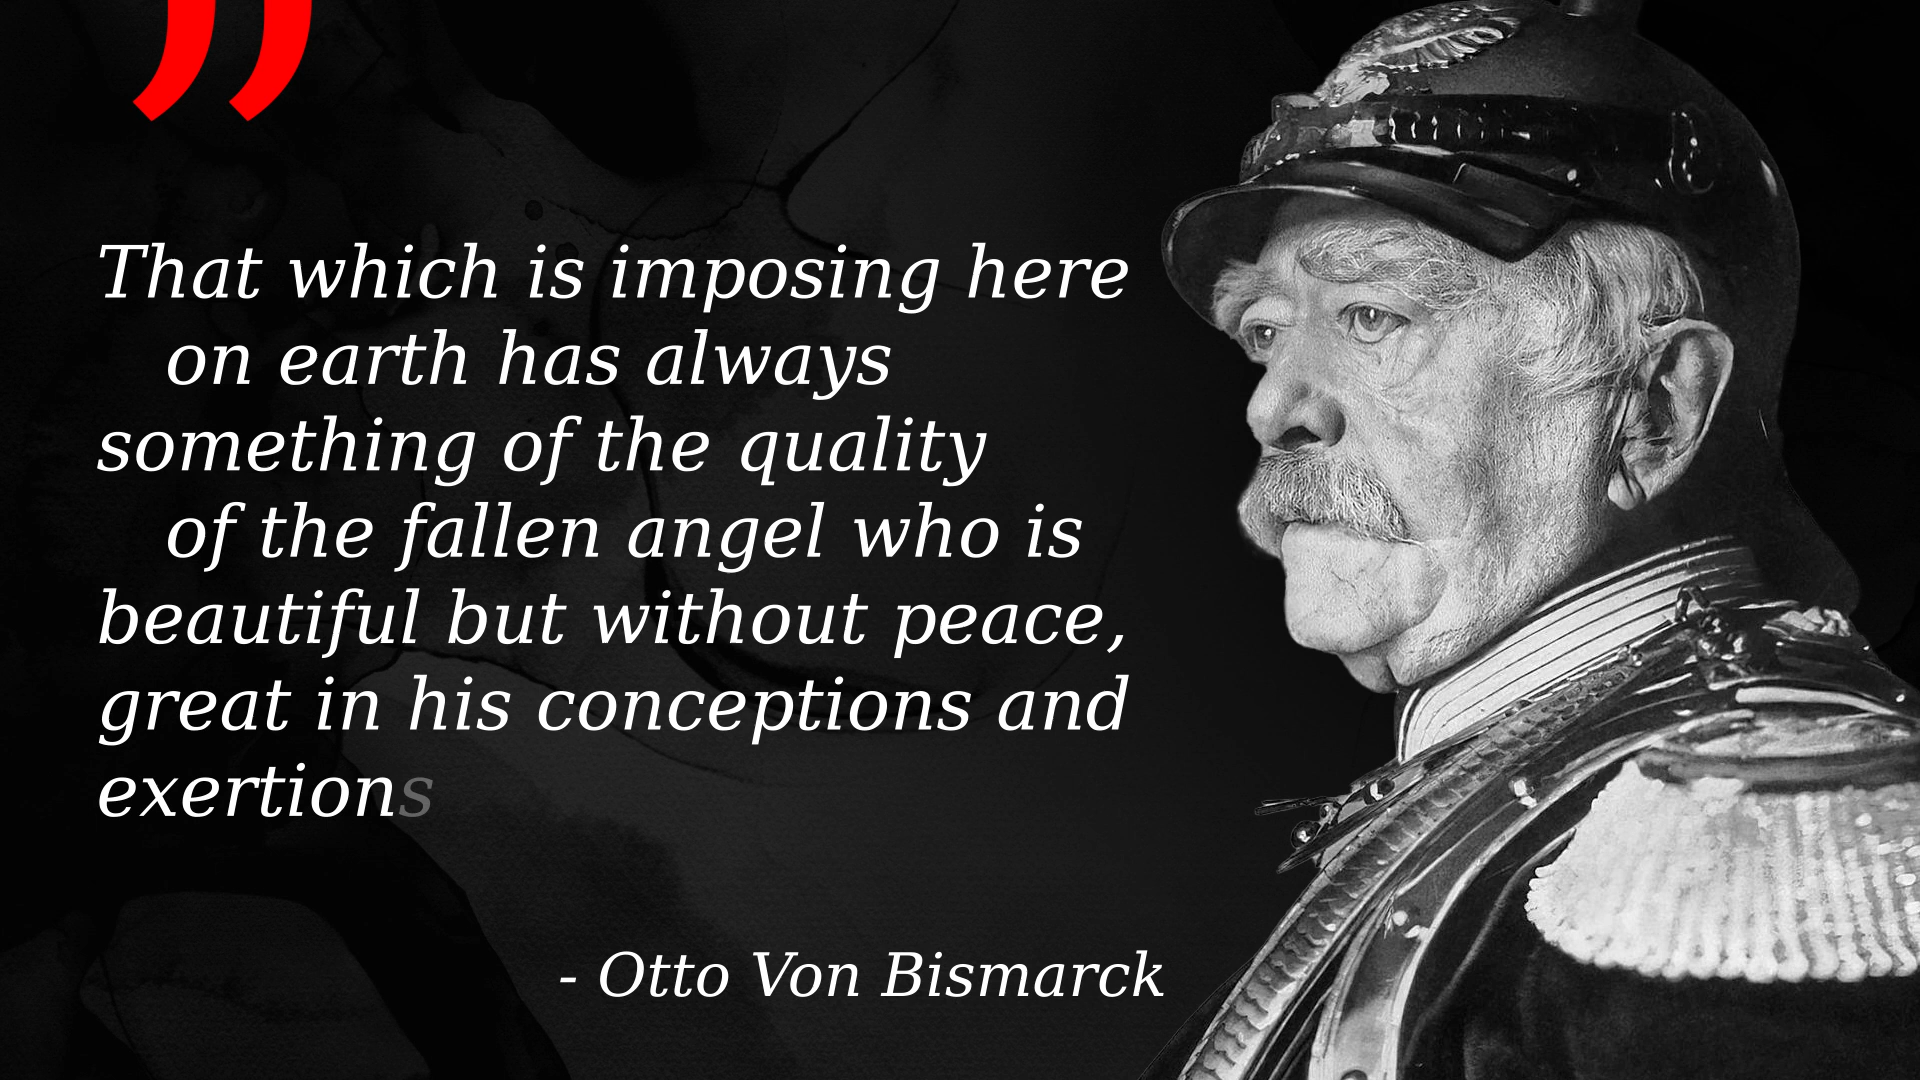 ”
That which is imposing here
on earth has always
something of the quality
of the fallen angel who is
beautiful but without peace,
great in his conceptions and
exertions
- Otto Von Bismarck